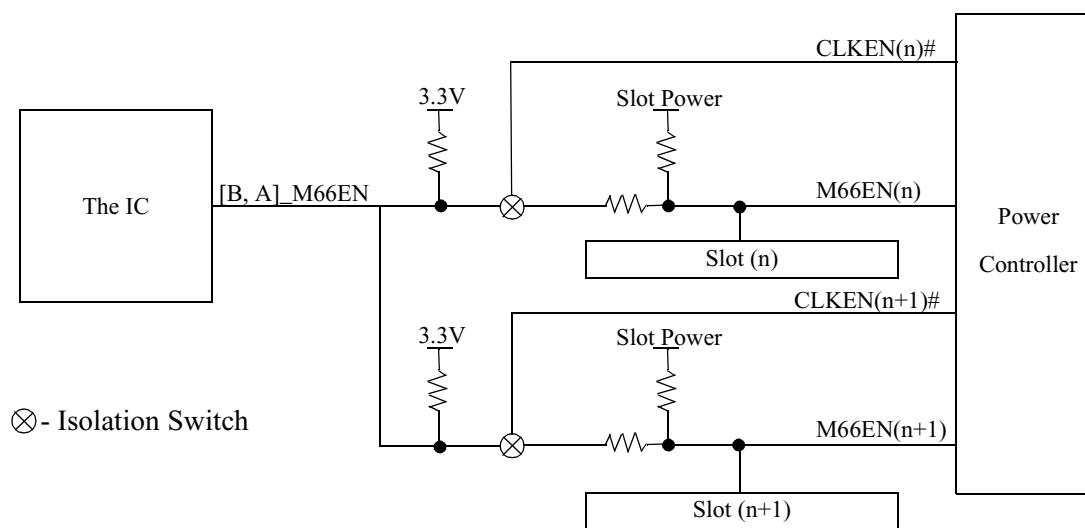 CLKEN(n)#
3.3V
Slot Power
The IC
[B, A]_M66EN
M66EN(n)
Power
Controller
Slot (n)
CLKEN(n+1)#
3.3V
Slot Power
- Isolation Switch
M66EN(n+1)
Slot (n+1)